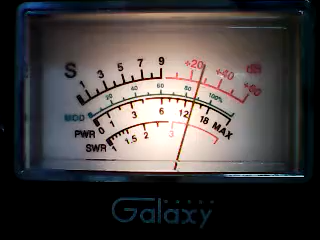 S 1 3 5 7 9 +20 +40 +60 dB
MOD 20 40 60 80 100%
PWR 0 1 3 6 12 18 MAX
SWR 1 1.5 2 3
Galaxy